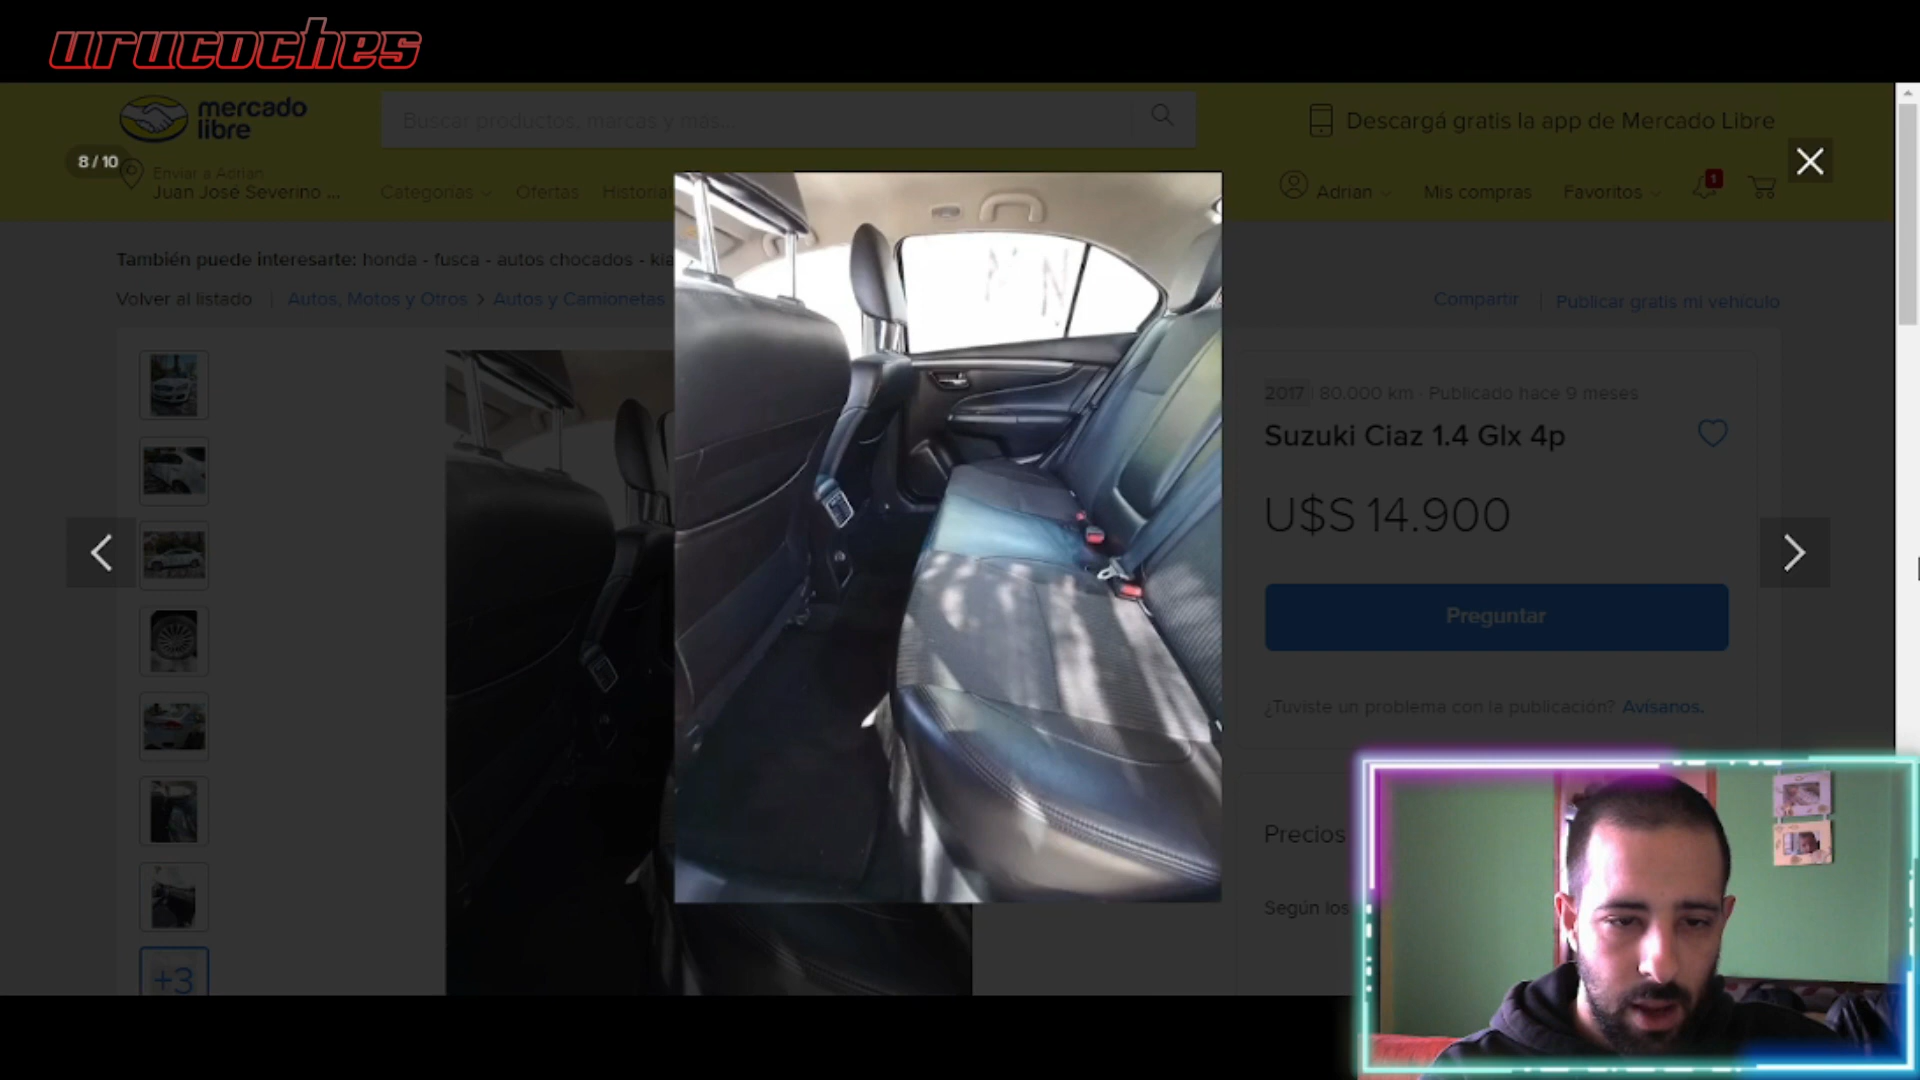 urucoches
mercado
libre
Buscar productos, marcas y más...
Descargá gratis la app de Mercado Libre
8 / 10
Enviar a Adrián
Juan José Severino ...
Categorías
Ofertas
Historial
Adrian
Mis compras
Favoritos
1
También puede interesarte: honda - fusca - autos chocados - kia
Volver al listado
Autos, Motos y Otros > Autos y Camionetas
Compartir
Publicar gratis mi vehículo
2017 | 80.000 km · Publicado hace 9 meses
Suzuki Ciaz 1.4 Glx 4p
U$S 14.900
Preguntar
¿Tuviste un problema con la publicación? Avísanos.
Precios
Según los
+3